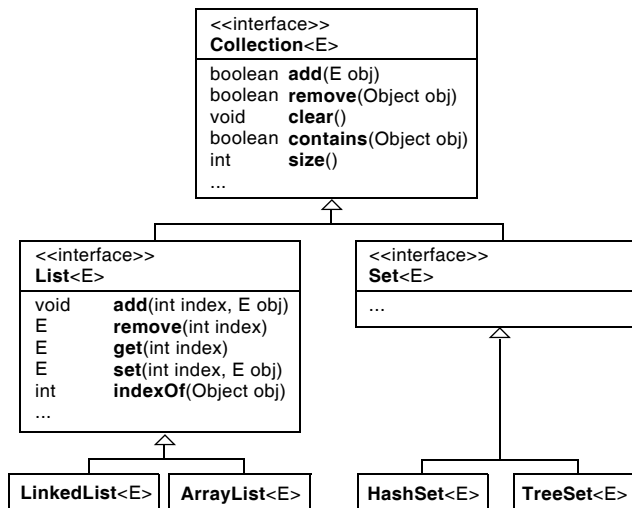 <<interface>>
Collection<E>
boolean add(E obj)
boolean remove(Object obj)
void clear()
boolean contains(Object obj)
int size()
...
<<interface>>
List<E>
void add(int index, E obj)
E remove(int index)
E get(int index)
E set(int index, E obj)
int indexOf(Object obj)
...
<<interface>>
Set<E>
...
LinkedList<E>
ArrayList<E>
HashSet<E>
TreeSet<E>